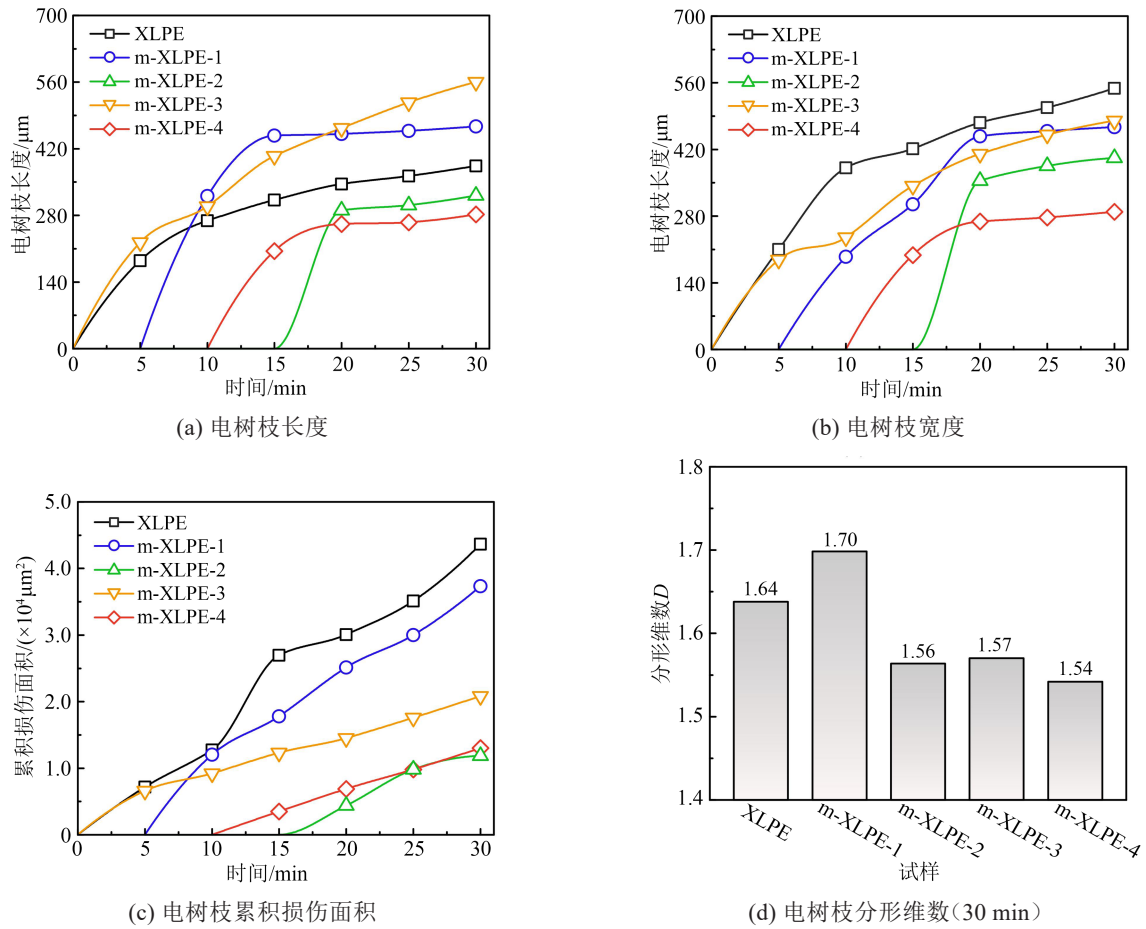 700
560
420
280
140
0
电树枝长度/μm
XLPE
m-XLPE-1
m-XLPE-2
m-XLPE-3
m-XLPE-4
0 5 10 15 20 25 30
时间/min
(a) 电树枝长度
700
560
420
280
140
0
电树枝长度/μm
XLPE
m-XLPE-1
m-XLPE-2
m-XLPE-3
m-XLPE-4
0 5 10 15 20 25 30
时间/min
(b) 电树枝宽度
5.0
4.0
3.0
2.0
1.0
0
累积损伤面积/(×10⁴μm²)
XLPE
m-XLPE-1
m-XLPE-2
m-XLPE-3
m-XLPE-4
0 5 10 15 20 25 30
时间/min
(c) 电树枝累积损伤面积
1.8
1.7
1.6
1.5
1.4
分形维数D
1.64
1.70
1.56
1.57
1.54
XLPE
m-XLPE-1
m-XLPE-2
m-XLPE-3
m-XLPE-4
试样
(d) 电树枝分形维数(30 min)